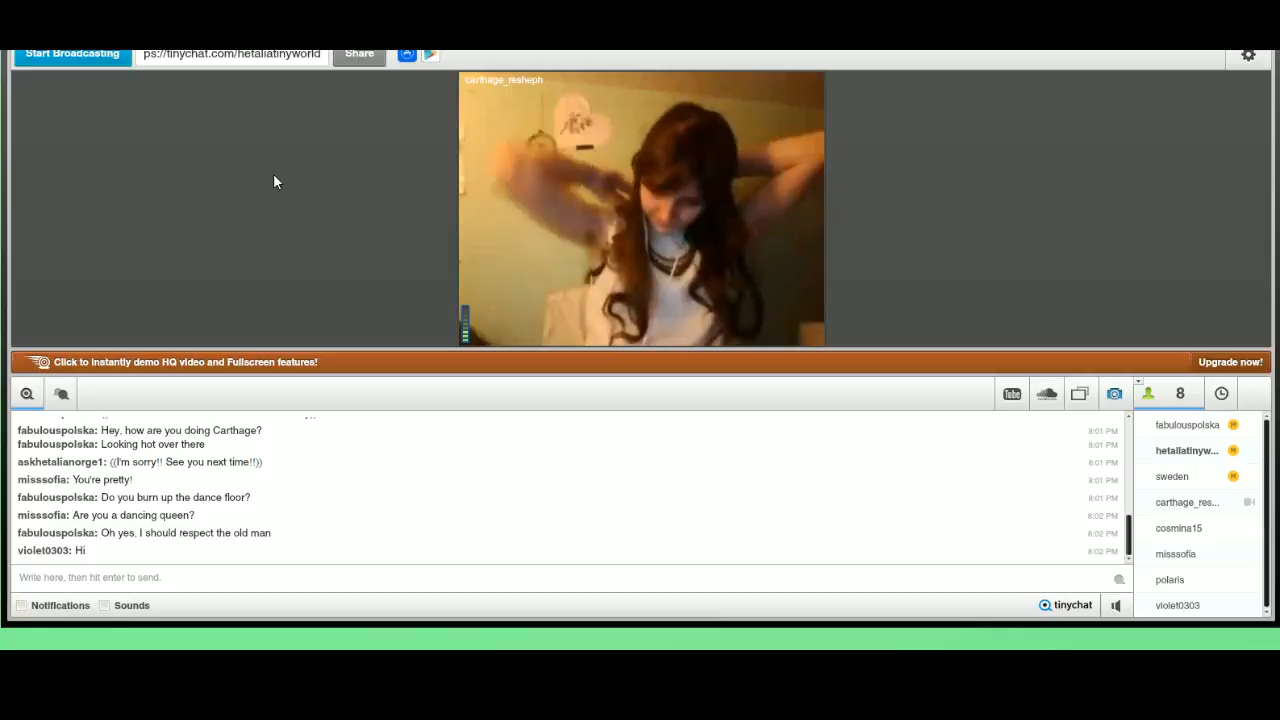 Start Broadcasting
ps://tinychat.com/hetaliatinyworld
Share
carthage_resheph
Click to instantly demo HQ video and Fullscreen features!
Upgrade now!
You Tube
8
fabulouspolska: Hey, how are you doing Carthage? 8:01 PM
fabulouspolska: Looking hot over there 8:01 PM
askhetalianorge1: ((I'm sorry!! See you next time!!)) 8:01 PM
misssofia: You're pretty! 8:01 PM
fabulouspolska: Do you burn up the dance floor? 8:01 PM
misssofia: Are you a dancing queen? 8:02 PM
fabulouspolska: Oh yes, I should respect the old man 8:02 PM
violet0303: Hi 8:02 PM
Write here, then hit enter to send.
Notifications
Sounds
tinychat
fabulouspolska M
hetaliatinyw... M
sweden M
carthage_res...
cosmina15
misssofia
polaris
violet0303